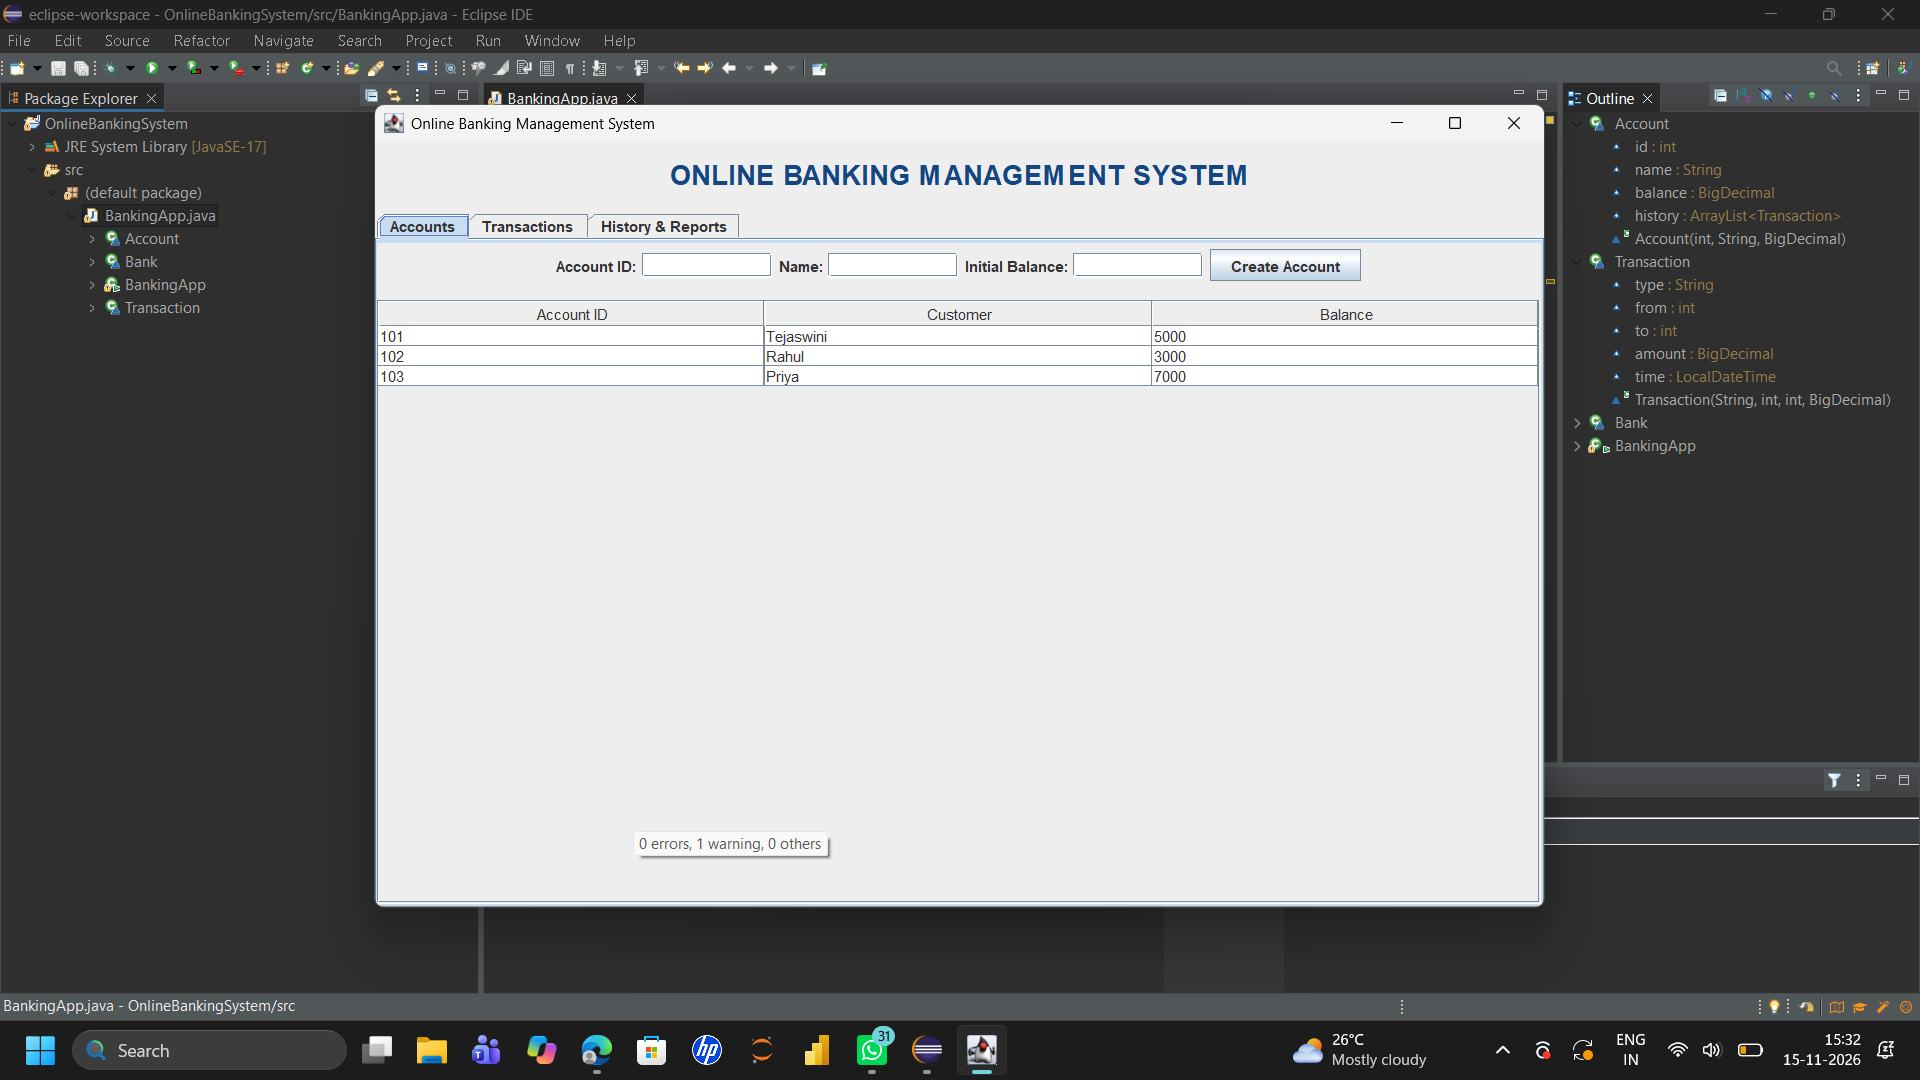 eclipse-workspace - OnlineBankingSystem/src/BankingApp.java - Eclipse IDE
File Edit Source Refactor Navigate Search Project Run Window Help
Package Explorer
BankingApp.java
Outline
OnlineBankingSystem
JRE System Library [JavaSE-17]
src
(default package)
BankingApp.java
Account
Bank
BankingApp
Transaction
Online Banking Management System
ONLINE BANKING MANAGEMENT SYSTEM
Accounts Transactions History & Reports
Account ID: Name: Initial Balance: Create Account
Account ID Customer Balance
101 Tejaswini 5000
102 Rahul 3000
103 Priya 7000
0 errors, 1 warning, 0 others
Account
id : int
name : String
balance : BigDecimal
history : ArrayList<Transaction>
Account(int, String, BigDecimal)
Transaction
type : String
from : int
to : int
amount : BigDecimal
time : LocalDateTime
Transaction(String, int, int, BigDecimal)
Bank
BankingApp
BankingApp.java - OnlineBankingSystem/src
Search
hp
31
26°C
Mostly cloudy
ENG
IN
15:32
15-11-2026